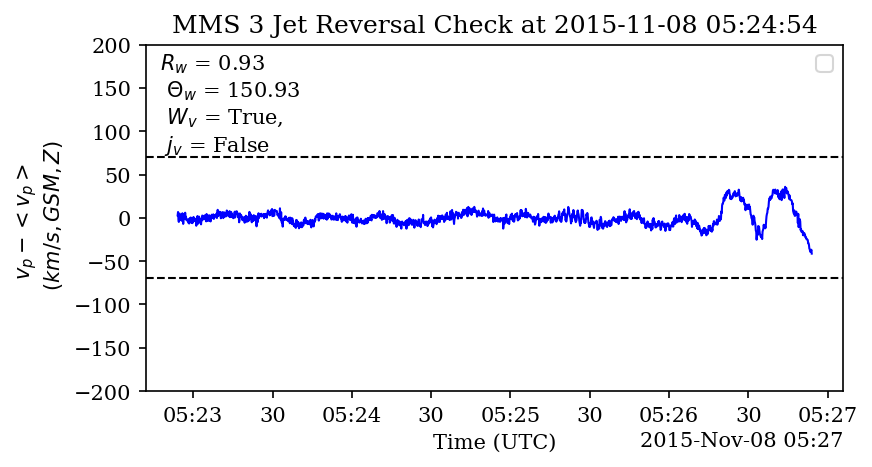 MMS 3 Jet Reversal Check at 2015-11-08 05:24:54
R_w = 0.93
Θ_w = 150.93
W_v = True,
j_v = False
v_p − < v_p >
(km/s, GSM, Z)
200
150
100
50
0
−50
−100
−150
−200
05:23 30 05:24 30 05:25 30 05:26 30 05:27
Time (UTC)
2015-Nov-08 05:27